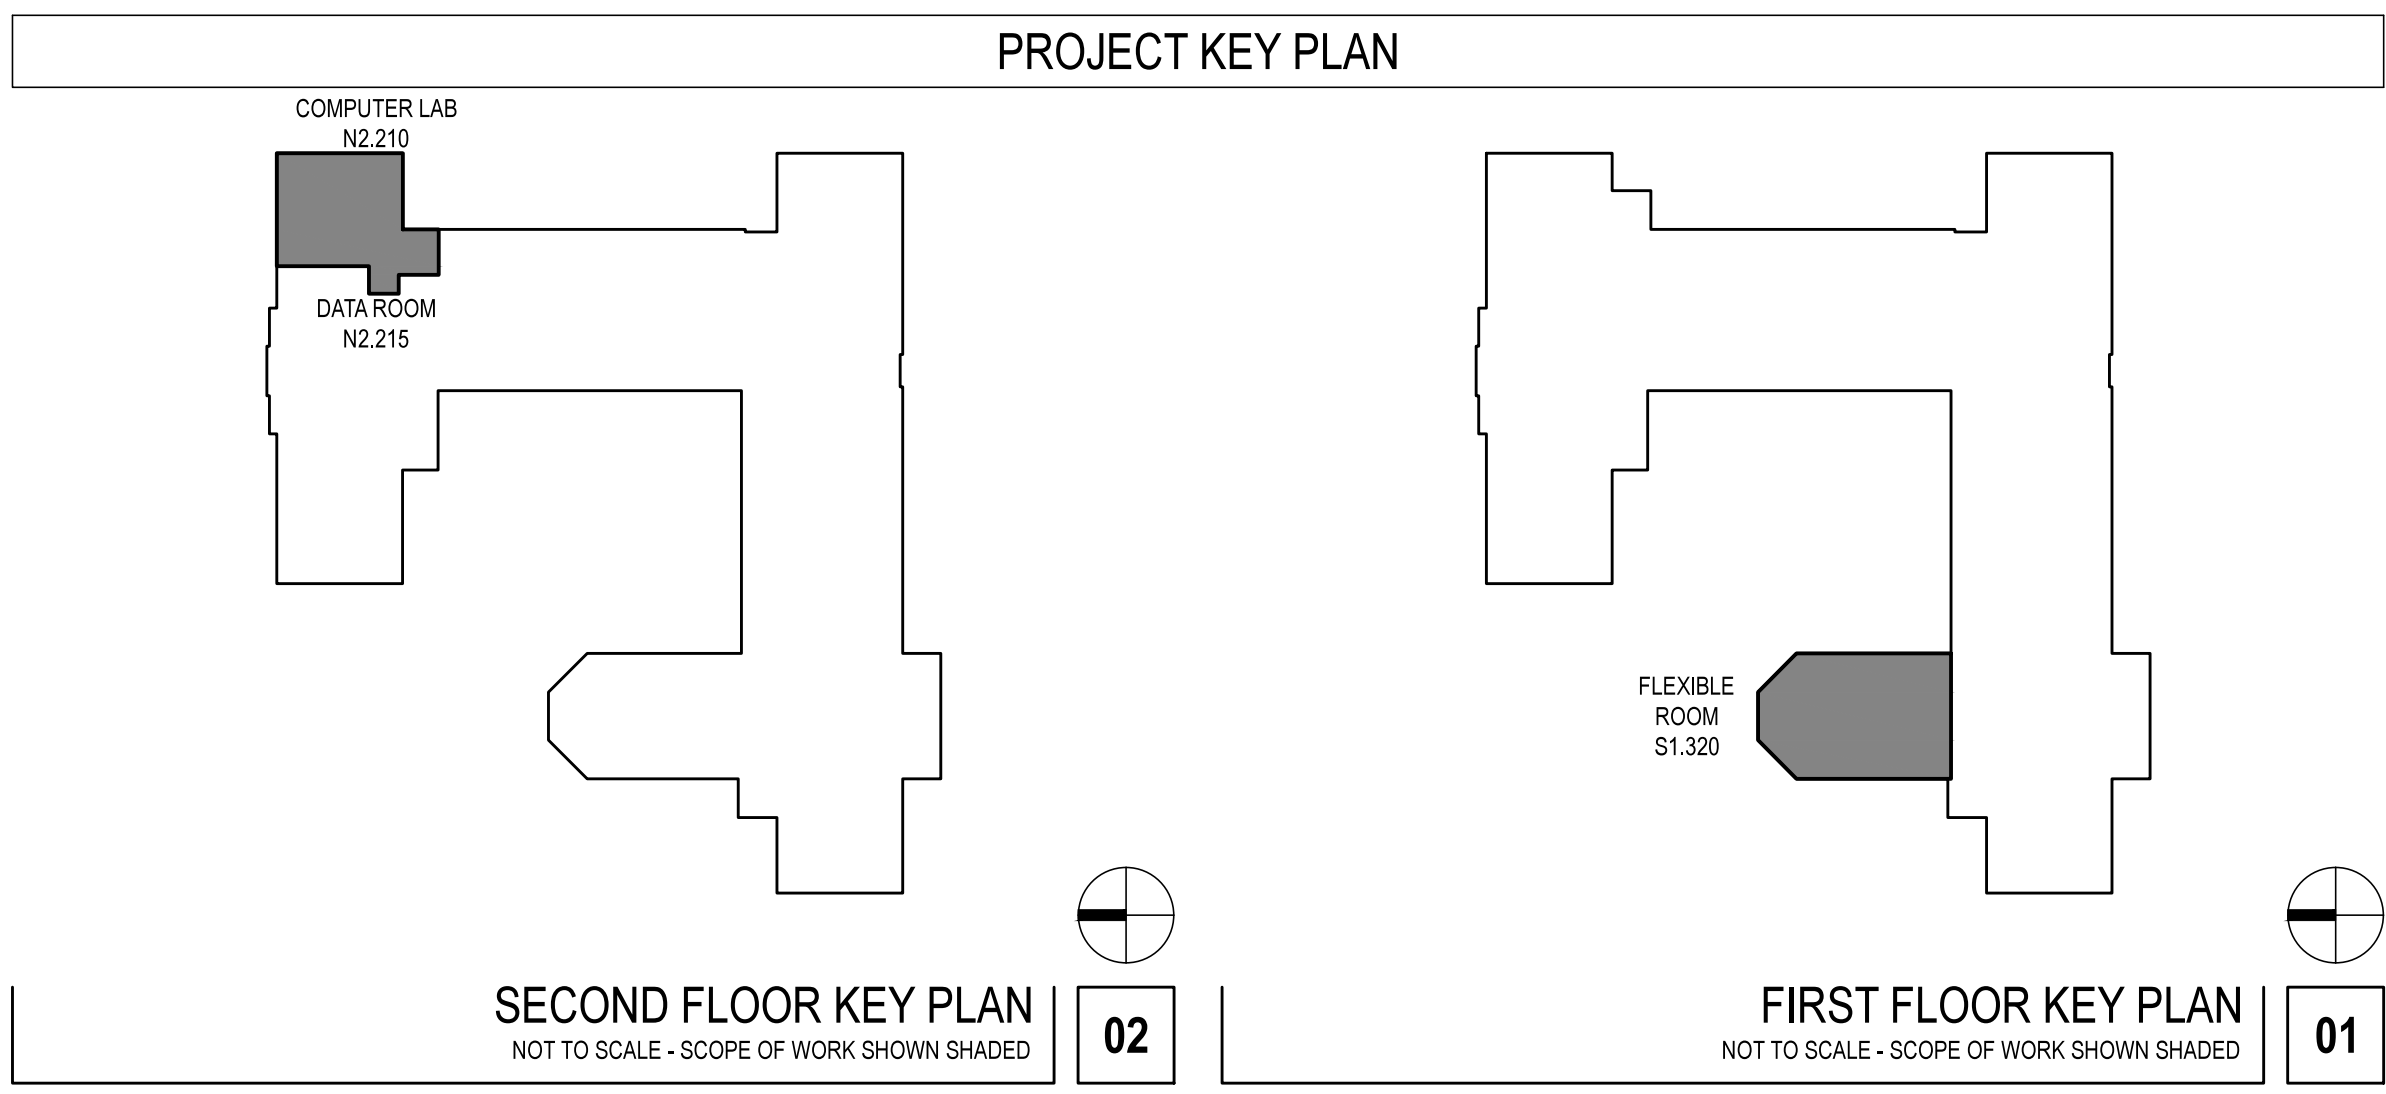 PROJECT KEY PLAN
COMPUTER LAB
N2.210
DATA ROOM
N2.215
SECOND FLOOR KEY PLAN
NOT TO SCALE - SCOPE OF WORK SHOWN SHADED
02
FLEXIBLE
ROOM
S1.320
FIRST FLOOR KEY PLAN
NOT TO SCALE - SCOPE OF WORK SHOWN SHADED
01